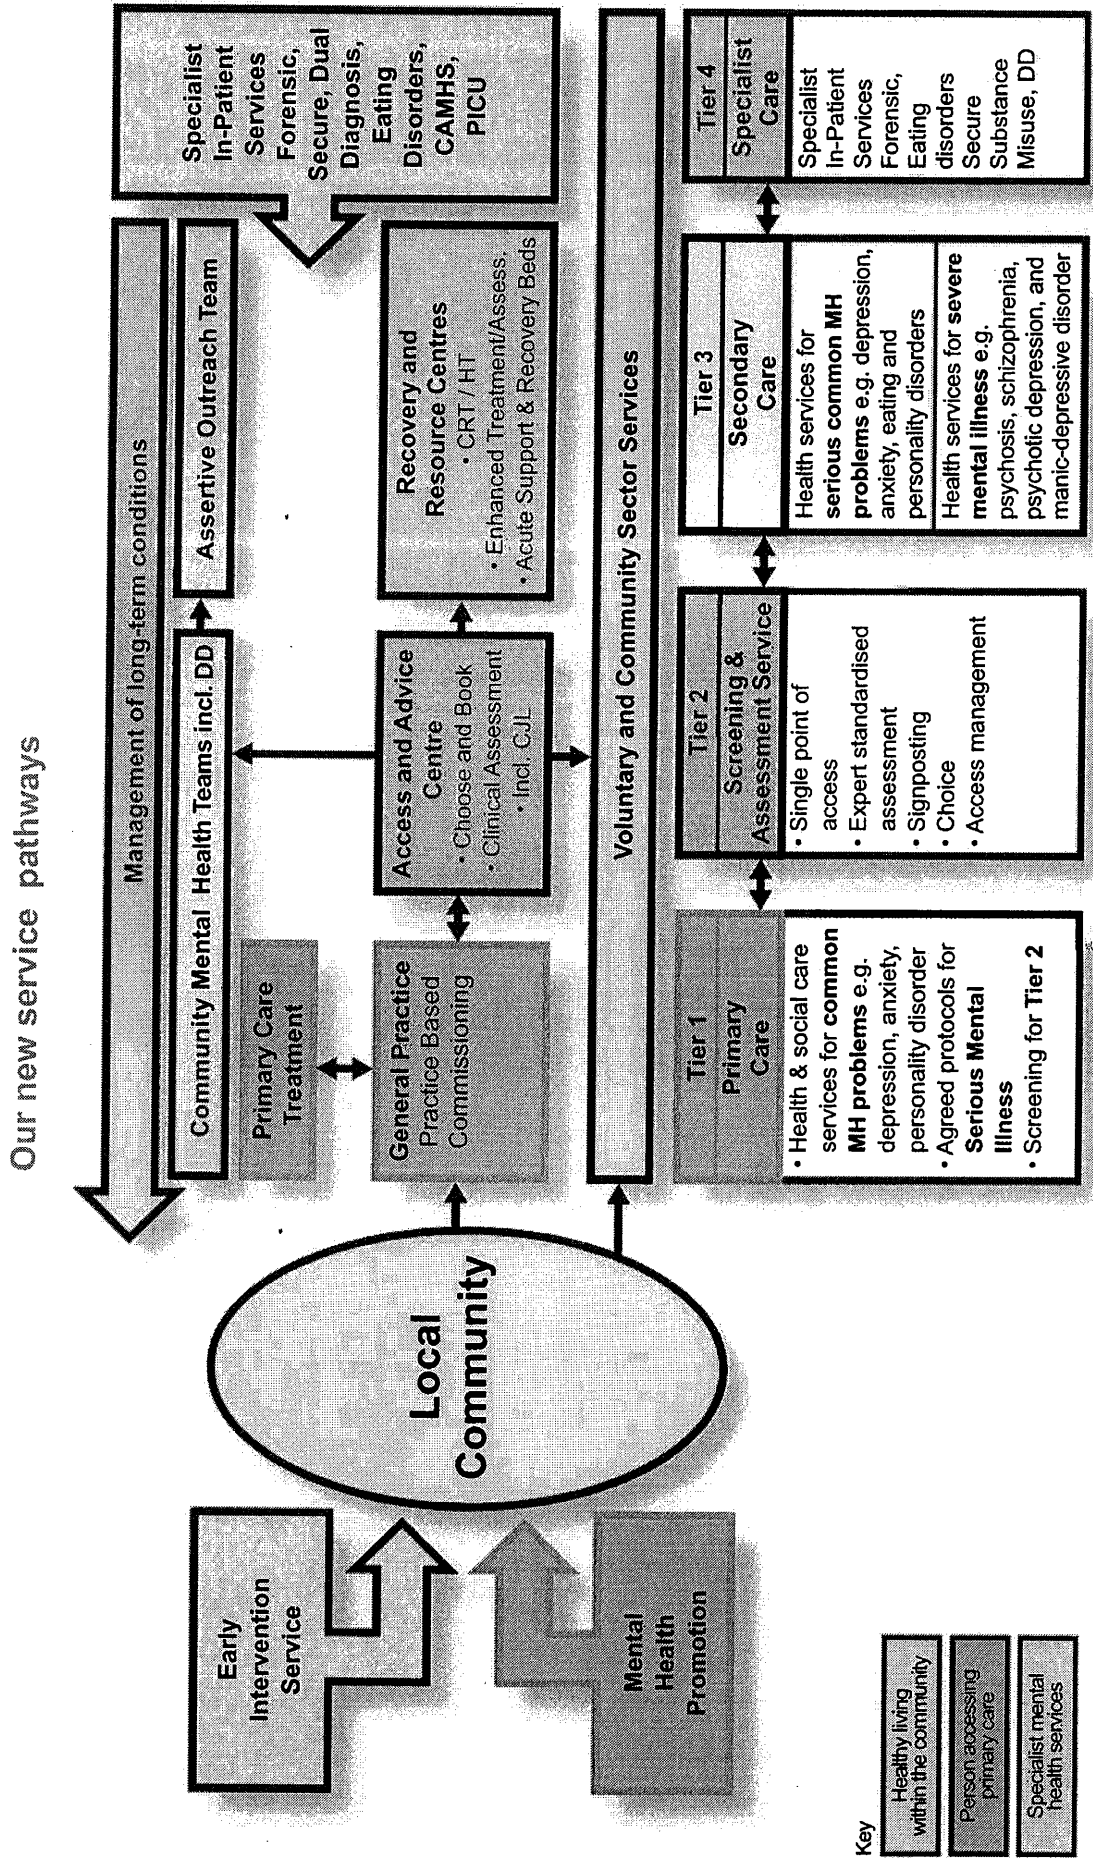 Our new service pathways
Management of long-term conditions
Community Mental Health Teams incl. DD
Assertive Outreach Team
Specialist
In-Patient
Services
Forensic,
Secure, Dual
Diagnosis,
Eating
Disorders,
CAMHS,
PICU
Early
Intervention
Service
Mental
Health
Promotion
Local
Community
Primary Care
Treatment
General Practice
Practice Based
Commissioning
Access and Advice
Centre
• Choose and Book
• Clinical Assessment
• Incl. CJL
Recovery and
Resource Centres
• CRT / HT
• Enhanced Treatment/Assess,
• Acute Support & Recovery Beds
Voluntary and Community Sector Services
Tier 1
Primary
Care
• Health & social care
services for common
MH problems e.g.
depression, anxiety,
personality disorder
• Agreed protocols for
Serious Mental
Illness
• Screening for Tier 2
Tier 2
Screening &
Assessment Service
• Single point of
access
• Expert standardised
assessment
• Signposting
• Choice
• Access management
Tier 3
Secondary
Care
Health services for
serious common MH
problems e.g. depression,
anxiety, eating and
personality disorders
Health services for severe
mental illness e.g.
psychosis, schizophrenia,
psychotic depression, and
manic-depressive disorder
Tier 4
Specialist
Care
Specialist
In-Patient
Services
Forensic,
Eating
disorders
Secure
Substance
Misuse, DD
Key
Healthy living
within the community
Person accessing
primary care
Specialist mental
health services